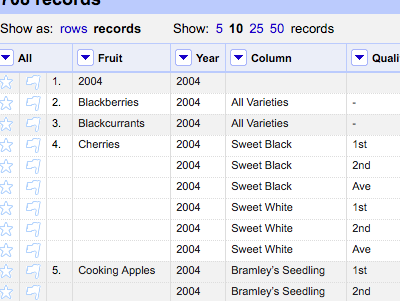 708 records
Show as: rows records Show: 5 10 25 50 records
All Fruit Year Column Quali
1. 2004 2004
2. Blackberries 2004 All Varieties -
3. Blackcurrants 2004 All Varieties -
4. Cherries 2004 Sweet Black 1st
2004 Sweet Black 2nd
2004 Sweet Black Ave
2004 Sweet White 1st
2004 Sweet White 2nd
2004 Sweet White Ave
5. Cooking Apples 2004 Bramley's Seedling 1st
2004 Bramley's Seedling 2nd